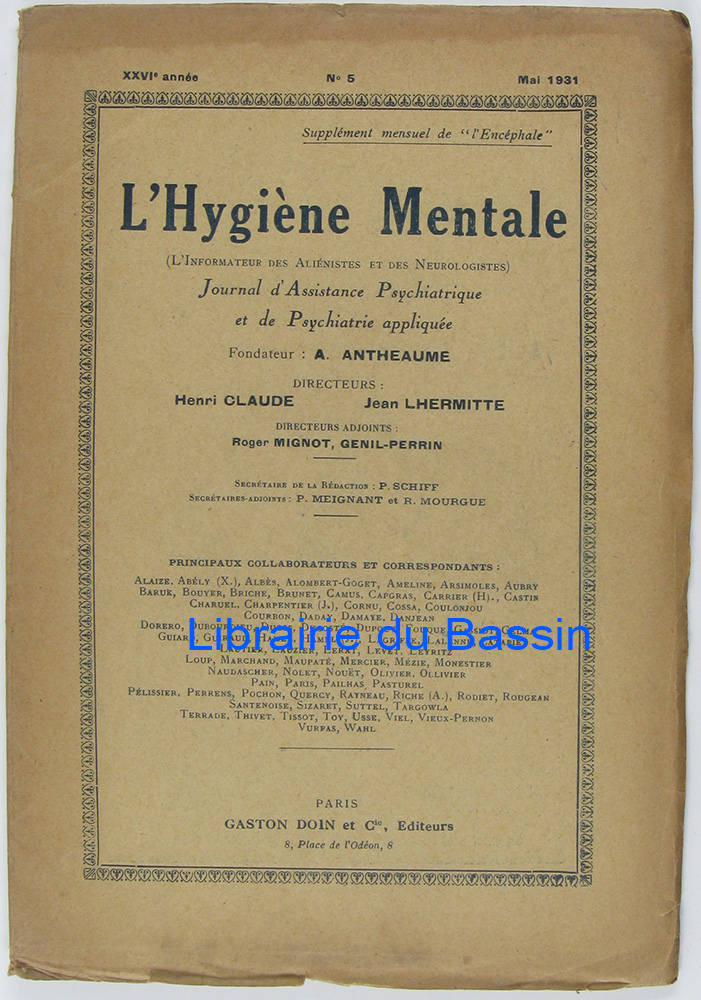 XXVIe année No 5 Mai 1931
Supplément mensuel de "l'Encéphale"
L'Hygiène Mentale
(L'Informateur des Aliénistes et des Neurologistes)
Journal d'Assistance Psychiatrique
et de Psychiatrie appliquée
Fondateur : A. ANTHEAUME
DIRECTEURS :
Henri CLAUDE Jean LHERMITTE
DIRECTEURS ADJOINTS :
Roger MIGNOT, GENIL-PERRIN
Secrétaire de la Rédaction : P. SCHIFF
Secrétaires-adjoints : P. MEIGNANT et R. MOURGUE
PRINCIPAUX COLLABORATEURS ET CORRESPONDANTS :
Alaize, Abély (X.), Albès, Alombert-Goget, Ameline, Arsimoles, Aubry
Baruk, Bouyer, Briche, Brunet, Camus, Capgras, Carrier (H)., Castin
Charuel, Charpentier (J.), Cornu, Cossa, Coulonjou
Courbon, Daday, Damaye, Danjean
Dorero,
Librairie du Bassin
Guiard,
Lautier, Lauzier, Leyritz
Loup, Marchand, Maupaté, Mercier, Mézie, Monestier
Naudascher, Nolet, Nouët, Olivier, Ollivier
Pain, Paris, Pailhas, Pasturel
Pélissier, Perrens, Pochon, Quercy, Rayneau, Riche (A.), Rodiet, Rougean
Santenoise, Sizaret, Suttel, Targowla
Terrade, Thivet, Tissot, Toy, Usse, Viel, Vieux-Pernon
Vurpas, Wahl
PARIS
GASTON DOIN et Cie, Editeurs
8, Place de l'Odéon, 8